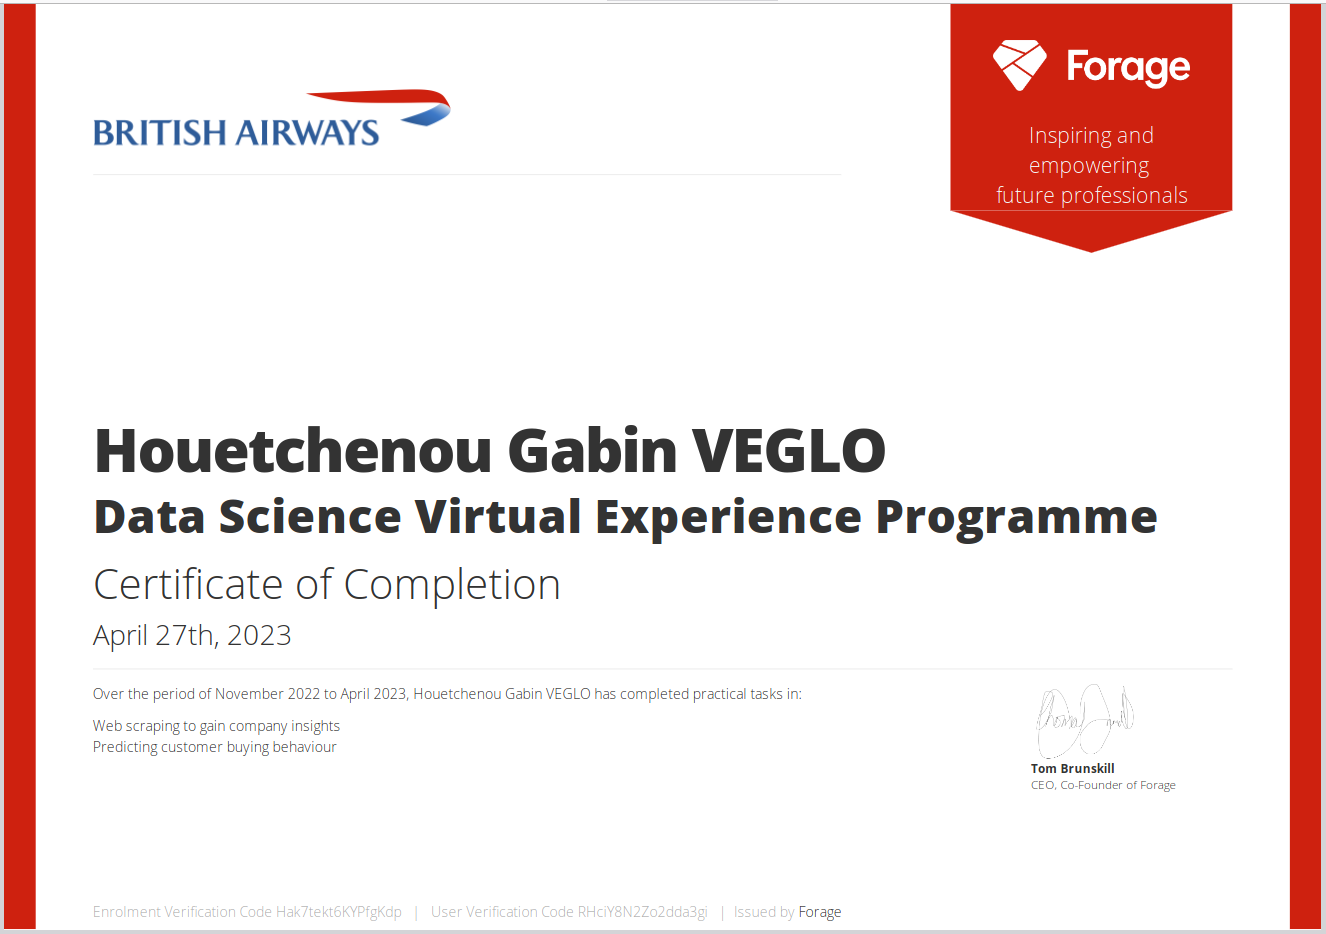 BRITISH AIRWAYS
Forage
Inspiring and
empowering
future professionals
Houetchenou Gabin VEGLO
Data Science Virtual Experience Programme
Certificate of Completion
April 27th, 2023
Over the period of November 2022 to April 2023, Houetchenou Gabin VEGLO has completed practical tasks in:
Web scraping to gain company insights
Predicting customer buying behaviour
Tom Brunskill
CEO, Co-Founder of Forage
Enrolment Verification Code Hak7tekt6KYPfgKdp | User Verification Code RHciY8N2Zo2dda3gi | Issued by Forage